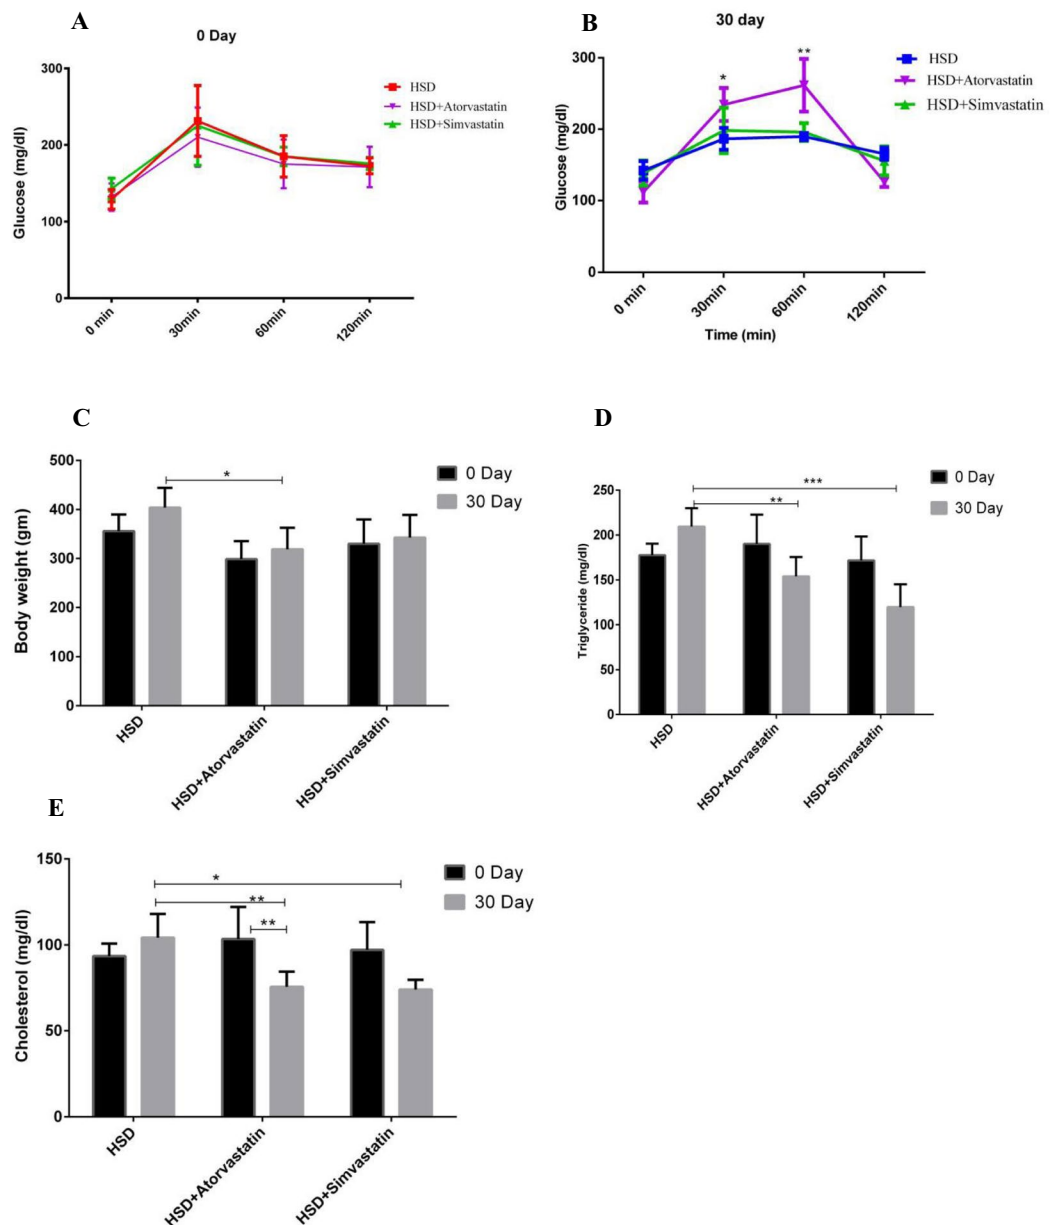 A
0 Day
300
200
100
0
Glucose (mg/dl)
0 min
30min
60min
120min
HSD
HSD+Atorvastatin
HSD+Simvastatin
B
30 day
300
200
100
0
Glucose (mg/dl)
* **
0 min
30min
60min
120min
Time (min)
HSD
HSD+Atorvastatin
HSD+Simvastatin
C
500
400
300
200
100
0
Body weight (gm)
*
0 Day
30 Day
HSD
HSD+Atorvastatin
HSD+Simvastatin
D
250
200
150
100
50
0
Triglyceride (mg/dl)
***
**
0 Day
30 Day
HSD
HSD+Atorvastatin
HSD+Simvastatin
E
150
100
50
0
Cholesterol (mg/dl)
*
**
**
0 Day
30 Day
HSD
HSD+Atorvastatin
HSD+Simvastatin